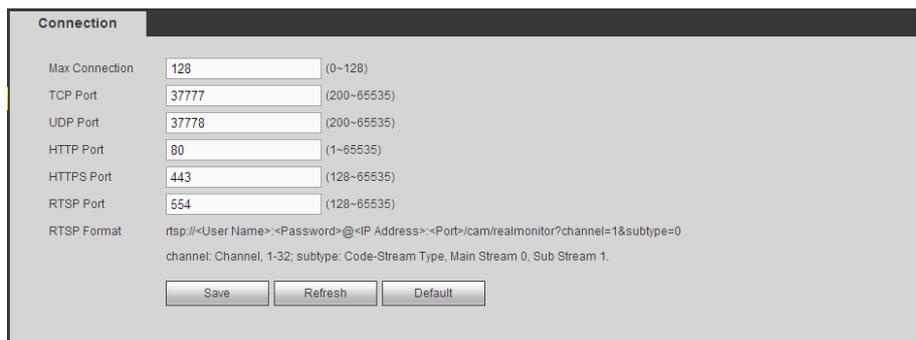 Connection
Max Connection 128 (0~128)
TCP Port 37777 (200~65535)
UDP Port 37778 (200~65535)
HTTP Port 80 (1~65535)
HTTPS Port 443 (128~65535)
RTSP Port 554 (128~65535)
RTSP Format rtsp://<User Name>:<Password>@<IP Address>:<Port>/cam/realmonitor?channel=1&subtype=0
channel: Channel, 1-32; subtype: Code-Stream Type, Main Stream 0, Sub Stream 1.
Save Refresh Default